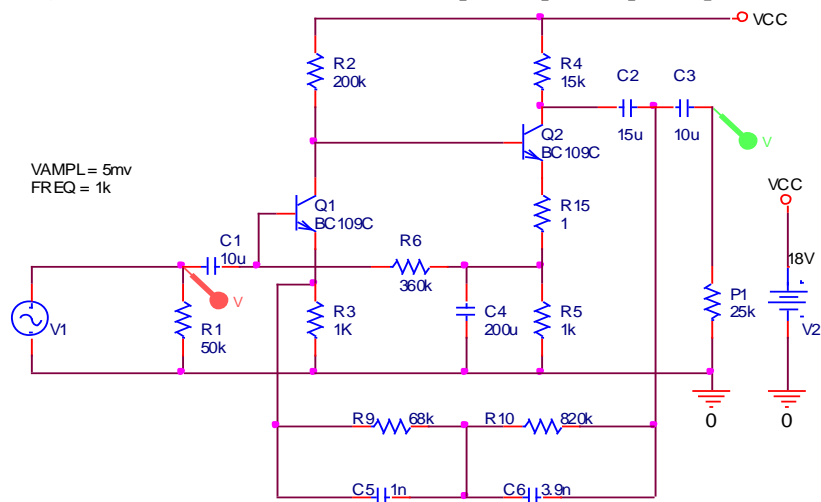 VCC
R2
200k
R4
15k
C2
15u
C3
10u
Q2
BC109C
V
VAMPL = 5mv
FREQ = 1k
Q1
BC109C
R15
1
VCC
C1
10u
R6
360k
18V
V
V1
R1
50k
R3
1K
C4
200u
R5
1k
P1
25k
V2
0
0
R9
68k
R10
820k
C5
1n
C6
3.9n